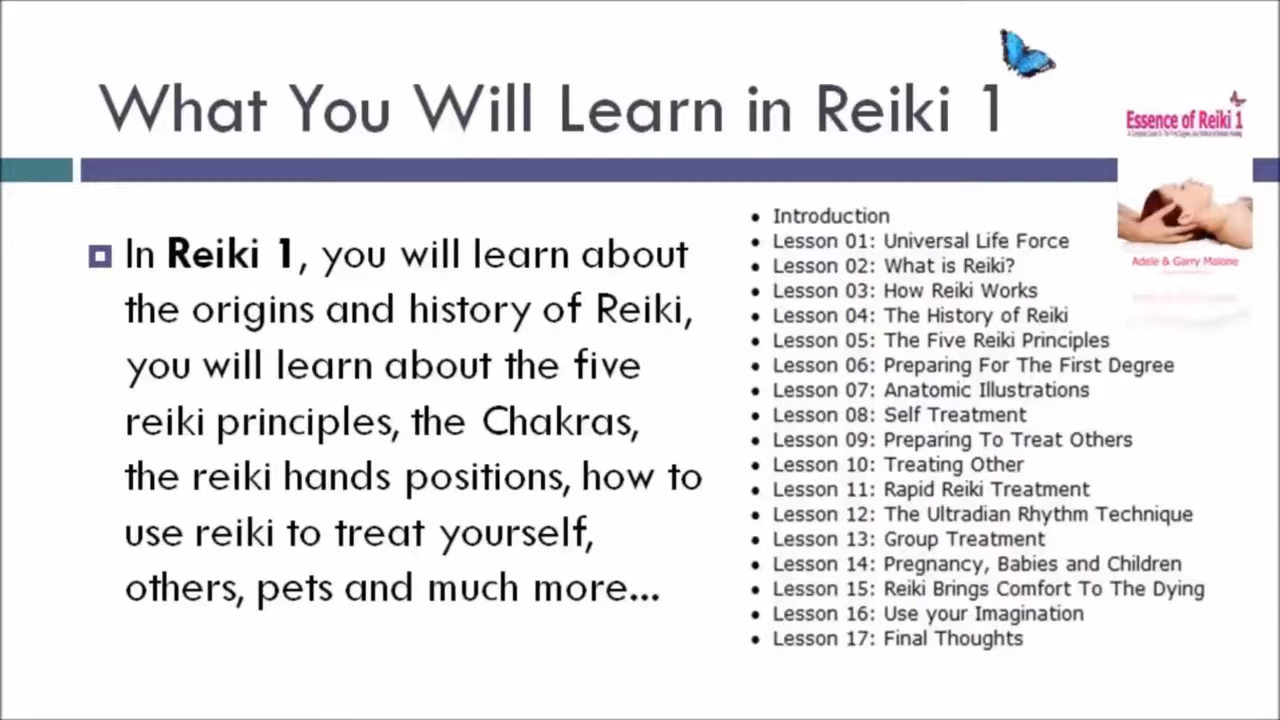 What You Will Learn in Reiki 1
Essence of Reiki 1
Adele & Garry Malone
In Reiki 1, you will learn about
the origins and history of Reiki,
you will learn about the five
reiki principles, the Chakras,
the reiki hands positions, how to
use reiki to treat yourself,
others, pets and much more...
• Introduction
• Lesson 01: Universal Life Force
• Lesson 02: What is Reiki?
• Lesson 03: How Reiki Works
• Lesson 04: The History of Reiki
• Lesson 05: The Five Reiki Principles
• Lesson 06: Preparing For The First Degree
• Lesson 07: Anatomic Illustrations
• Lesson 08: Self Treatment
• Lesson 09: Preparing To Treat Others
• Lesson 10: Treating Other
• Lesson 11: Rapid Reiki Treatment
• Lesson 12: The Ultradian Rhythm Technique
• Lesson 13: Group Treatment
• Lesson 14: Pregnancy, Babies and Children
• Lesson 15: Reiki Brings Comfort To The Dying
• Lesson 16: Use your Imagination
• Lesson 17: Final Thoughts